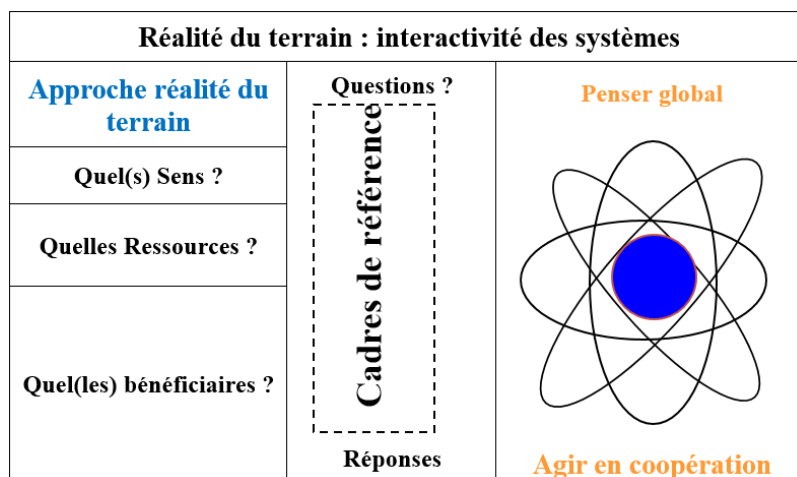 Réalité du terrain : interactivité des systèmes
Approche réalité du
terrain
Quel(s) Sens ?
Quelles Ressources ?
Quel(les) bénéficiaires ?
Questions ?
Cadres de référence
Réponses
Penser global
Agir en coopération